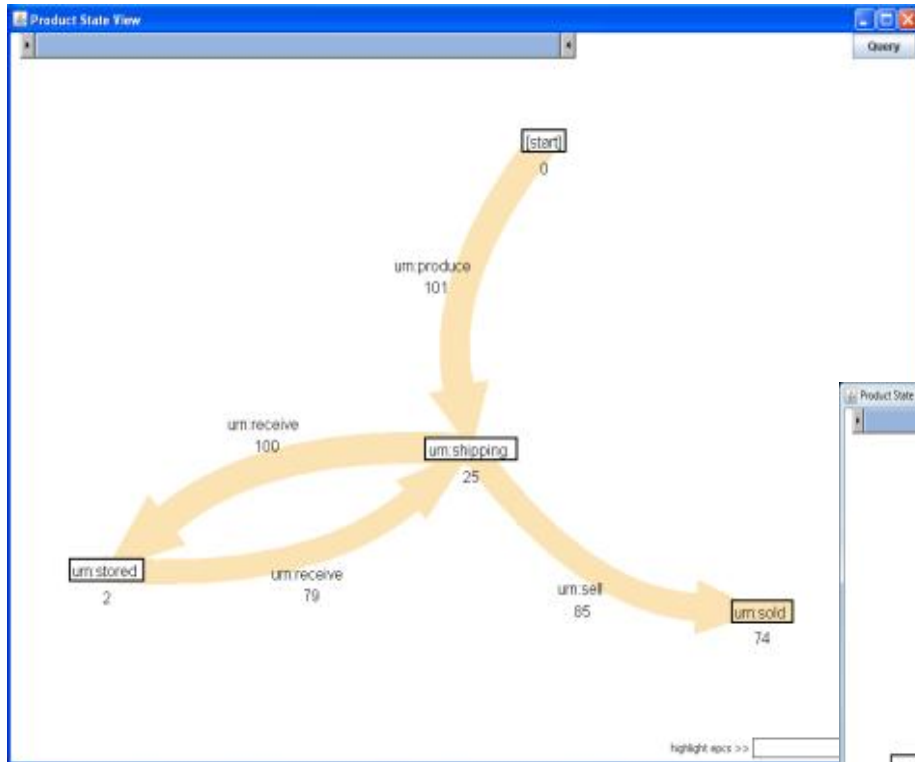 Product State View
Query
[start]
0
urn:produce
101
urn:receive
100
urn:shipping
25
urn:stored
2
urn:receive
79
urn:sell
85
urn:sold
74
Product State
highlight epcs >>